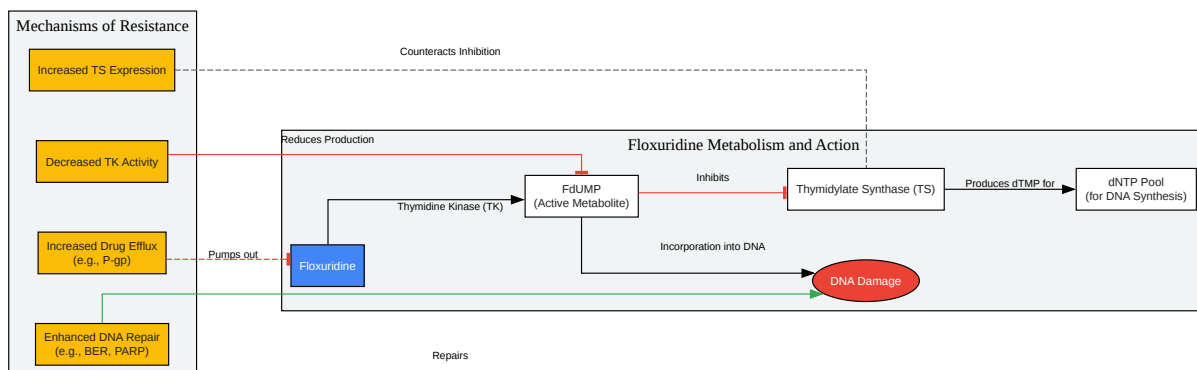 Mechanisms of Resistance
Counteracts Inhibition
Increased TS Expression
Reduces Production
Floxuridine Metabolism and Action
Decreased TK Activity
FdUMP
(Active Metabolite)
Inhibits
Thymidylate Synthase (TS)
Produces dTMP for
dNTP Pool
(for DNA Synthesis)
Thymidine Kinase (TK)
Increased Drug Efflux
(e.g., P-gp)
Pumps out
Floxuridine
Incorporation into DNA
DNA Damage
Enhanced DNA Repair
(e.g., BER, PARP)
Repairs